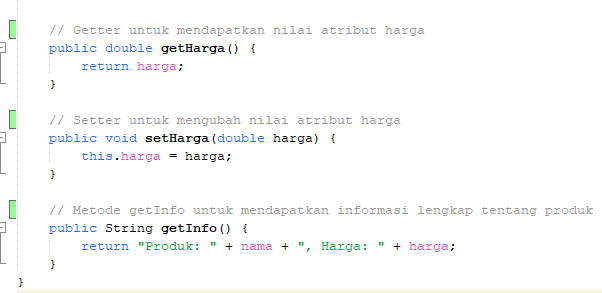 // Getter untuk mendapatkan nilai atribut harga
public double getHarga() {
return harga;
}
// Setter untuk mengubah nilai atribut harga
public void setHarga(double harga) {
this.harga = harga;
}
// Metode getInfo untuk mendapatkan informasi lengkap tentang produk
public String getInfo() {
return "Produk: " + nama + ", Harga: " + harga;
}
}